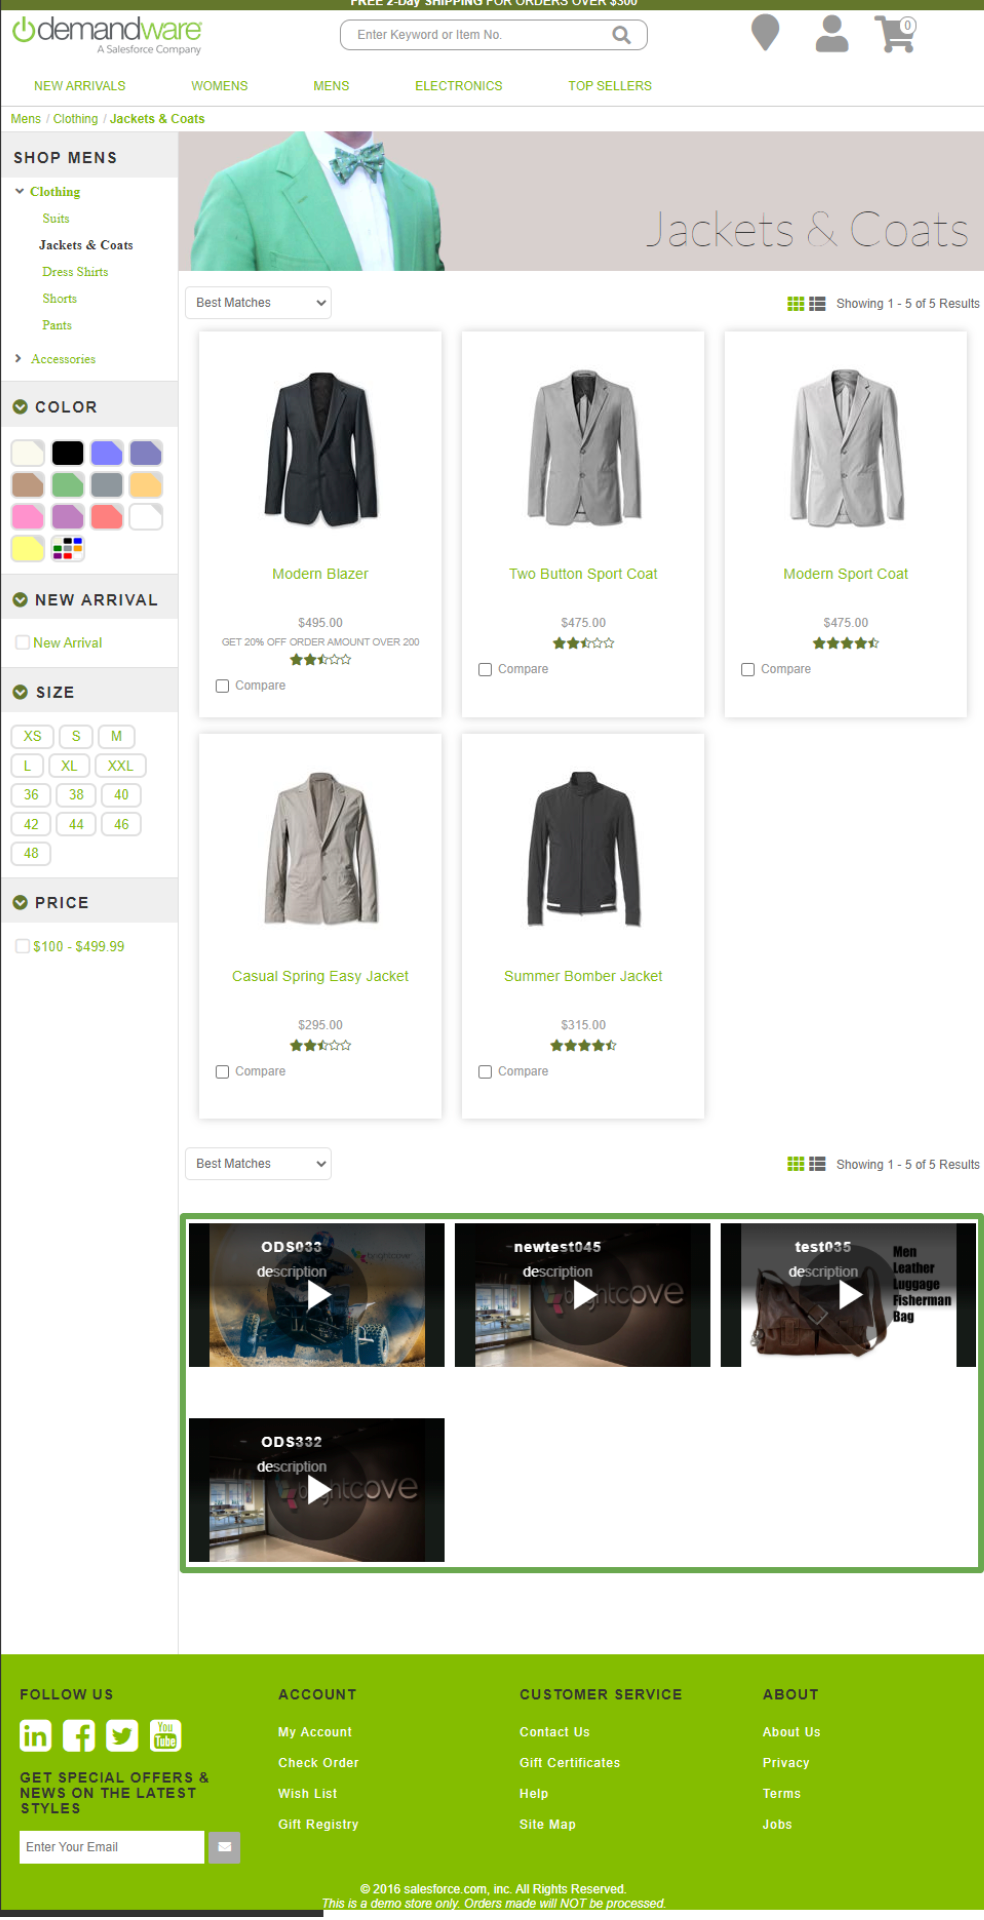 FREE 2-Day SHIPPING FOR ORDERS OVER $300
demandware
A Salesforce Company
Enter Keyword or Item No.
0
NEW ARRIVALS WOMENS MENS ELECTRONICS TOP SELLERS
Mens / Clothing / Jackets & Coats
SHOP MENS
Clothing
Suits
Jackets & Coats
Dress Shirts
Shorts
Pants
Accessories
COLOR
NEW ARRIVAL
New Arrival
SIZE
XS S M
L XL XXL
36 38 40
42 44 46
48
PRICE
$100 - $499.99
Jackets & Coats
Best Matches Showing 1 - 5 of 5 Results
Modern Blazer
$495.00
GET 20% OFF ORDER AMOUNT OVER 200
Compare
Two Button Sport Coat
$475.00
Compare
Modern Sport Coat
$475.00
Compare
Casual Spring Easy Jacket
$295.00
Compare
Summer Bomber Jacket
$315.00
Compare
Best Matches Showing 1 - 5 of 5 Results
ODS033
description
brightcove
newtest045
description
test035
description
Men
Leather
Luggage
Fisherman
Bag
ODS332
description
FOLLOW US
in
You
Tube
GET SPECIAL OFFERS &
NEWS ON THE LATEST
STYLES
Enter Your Email
ACCOUNT
My Account
Check Order
Wish List
Gift Registry
CUSTOMER SERVICE
Contact Us
Gift Certificates
Help
Site Map
ABOUT
About Us
Privacy
Terms
Jobs
© 2016 salesforce.com, inc. All Rights Reserved.
This is a demo store only. Orders made will NOT be processed.